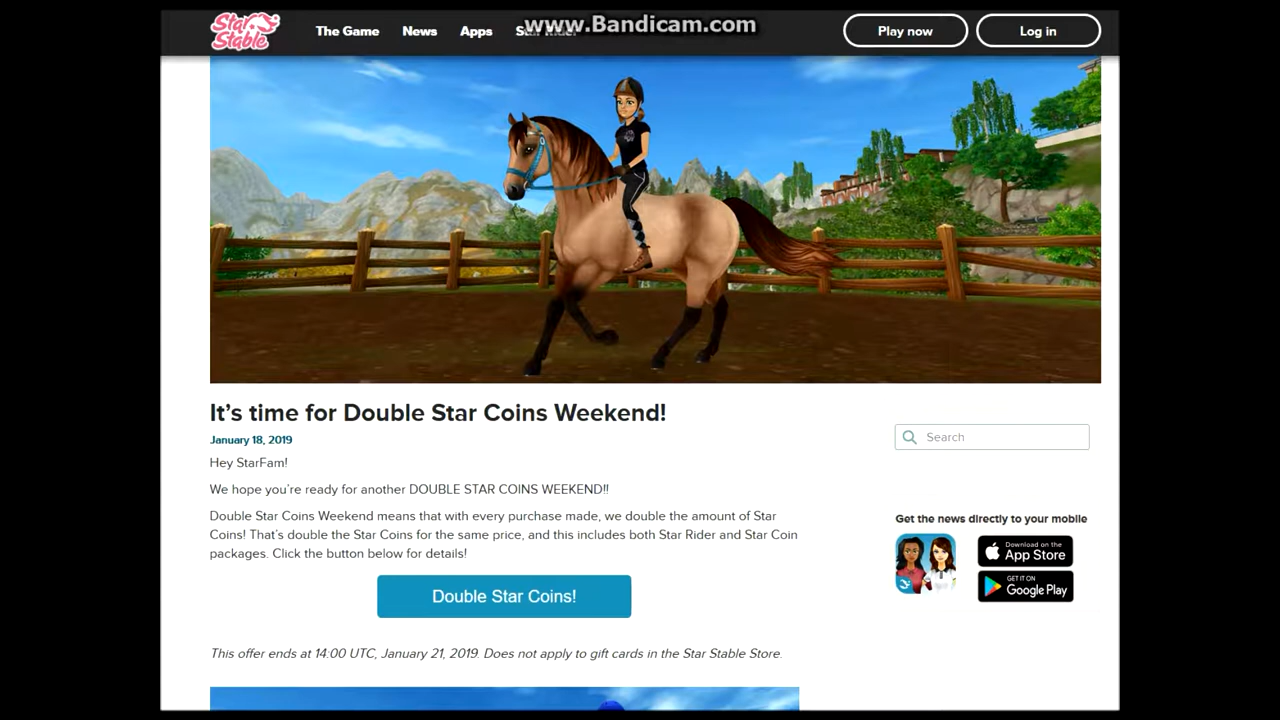 www.Bandicam.com
Star Stable
The Game News Apps
Play now
Log in
It's time for Double Star Coins Weekend!
January 18, 2019
Hey StarFam!
We hope you're ready for another DOUBLE STAR COINS WEEKEND!!
Double Star Coins Weekend means that with every purchase made, we double the amount of Star
Coins! That's double the Star Coins for the same price, and this includes both Star Rider and Star Coin
packages. Click the button below for details!
Double Star Coins!
This offer ends at 14:00 UTC, January 21, 2019. Does not apply to gift cards in the Star Stable Store.
Search
Get the news directly to your mobile
Download on the
App Store
GET IT ON
Google Play